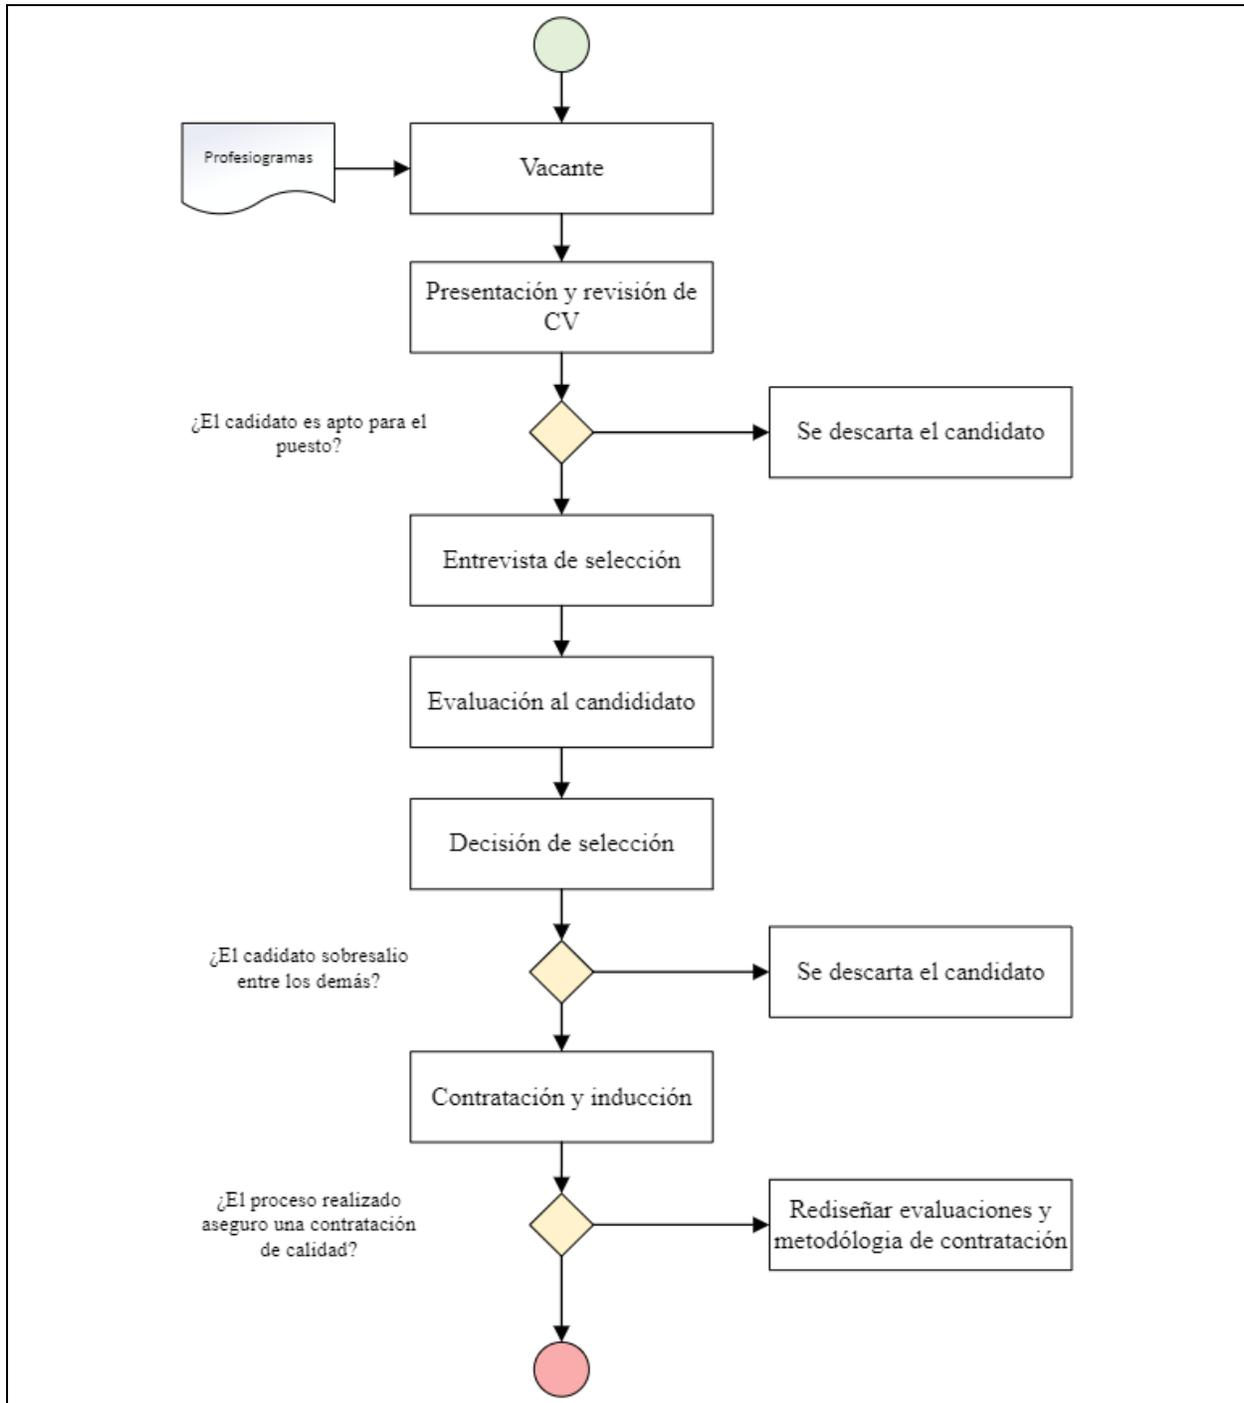 Profesiogramas
Vacante
Presentación y revisión de
CV
¿El cadidato es apto para el
puesto?
Se descarta el candidato
Entrevista de selección
Evaluación al candididato
Decisión de selección
¿El cadidato sobresalio
entre los demás?
Se descarta el candidato
Contratación y inducción
¿El proceso realizado
aseguro una contratación
de calidad?
Rediseñar evaluaciones y
metodólogia de contratación